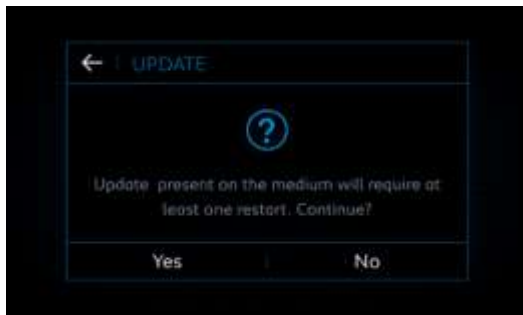 UPDATE
Update present on the medium will require at
least one restart. Continue?
Yes
No